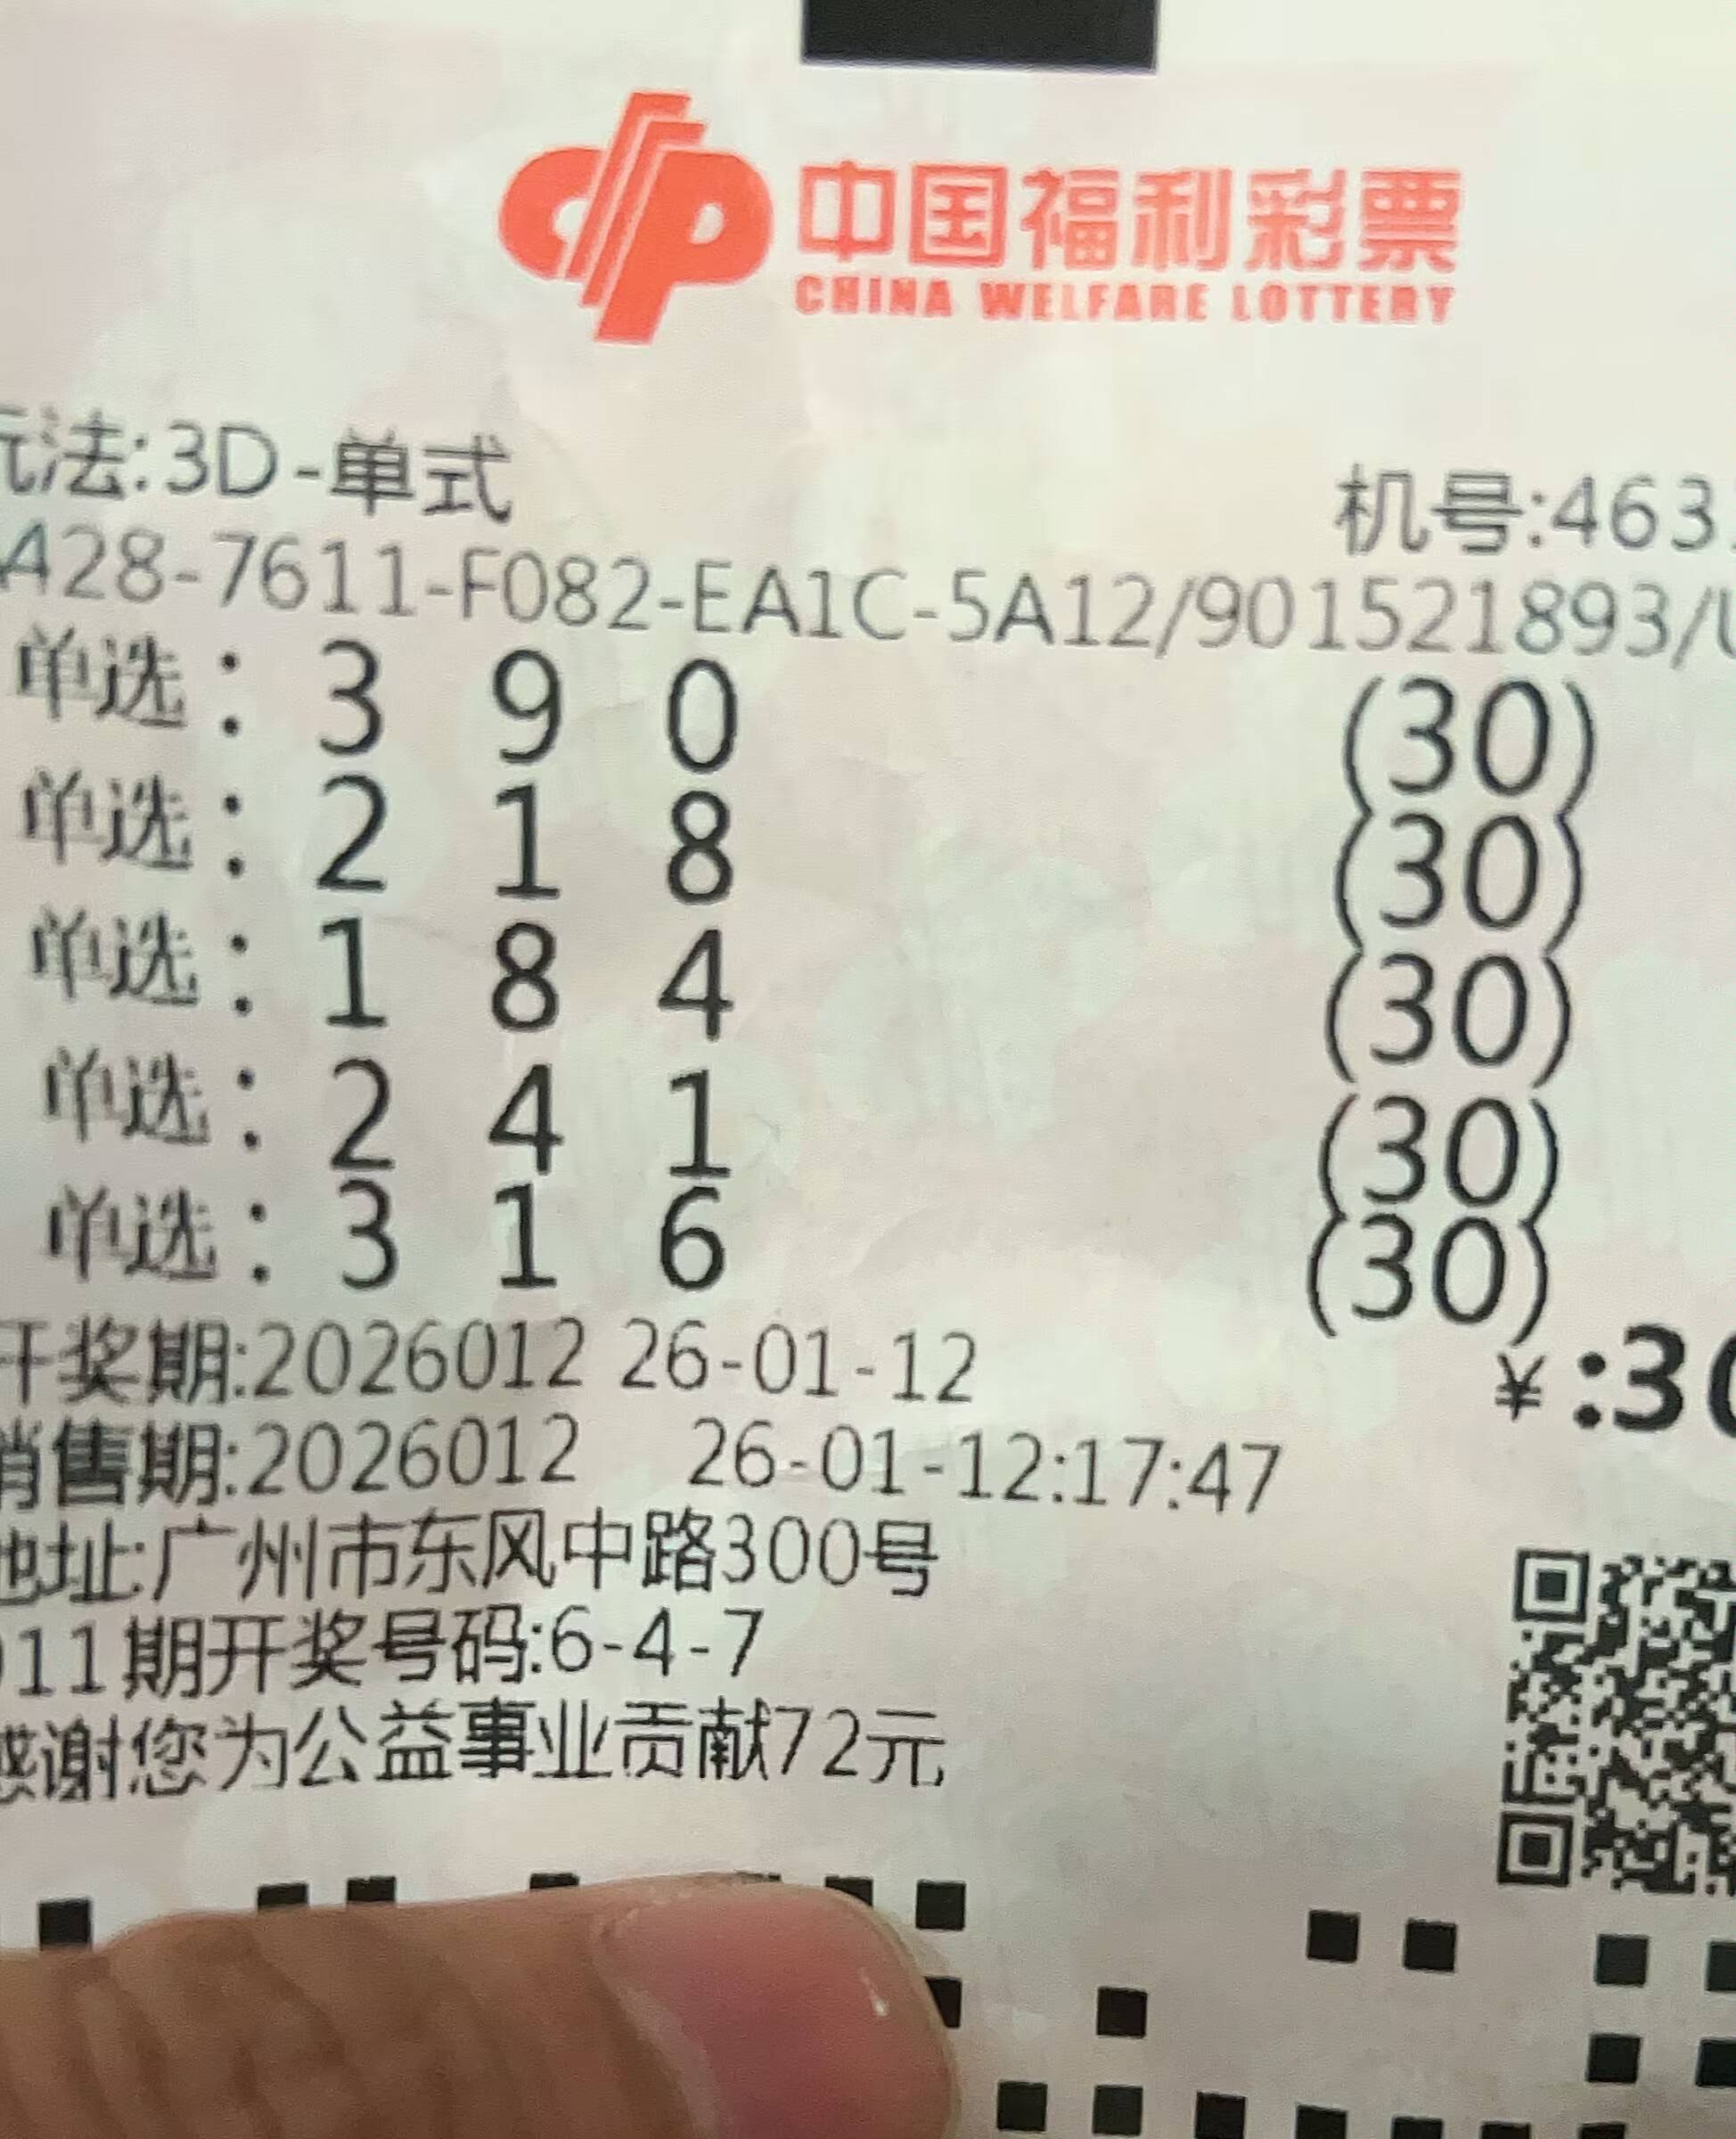 中国福利彩票
CHINA WELFARE LOTTERY
玩法:3D-单式 机号:463
A428-7611-F082-EA1C-5A12/901521893/
单选: 3 9 0 (30)
单选: 2 1 8 (30)
单选: 1 8 4 (30)
单选: 2 4 1 (30)
单选: 3 1 6 (30)
开奖期:2026012 26-01-12
¥:30
销售期:2026012 26-01-12:17:47
地址:广州市东风中路300号
011期开奖号码:6-4-7
感谢您为公益事业贡献72元